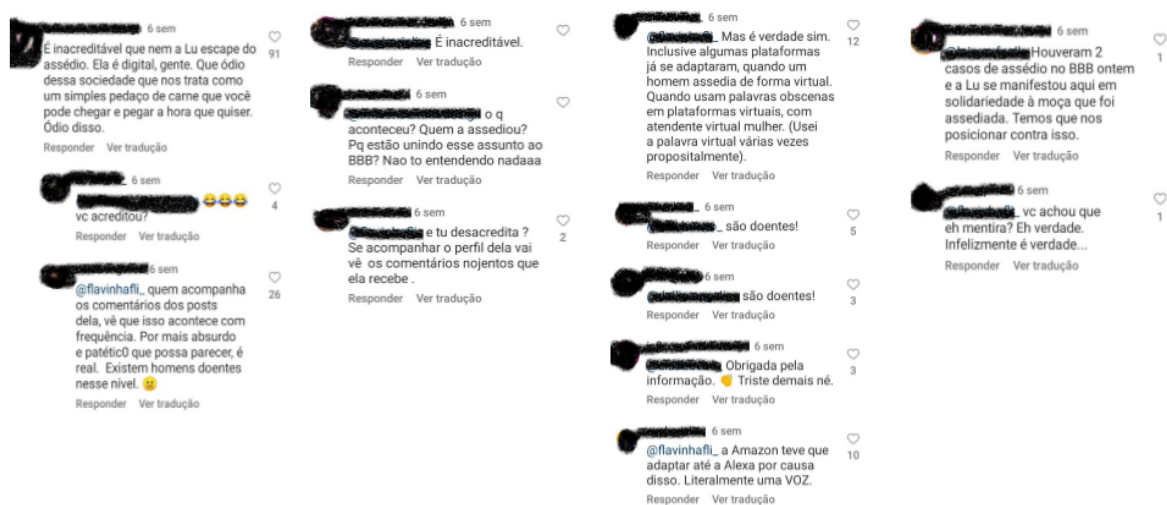 6 sem
É inacreditável que nem a Lu escape do
assédio. Ela é digital, gente. Que ódio
dessa sociedade que nos trata como
um simples pedaço de carne que você
pode chegar e pegar a hora que quiser.
Ódio disso.
91
Responder Ver tradução
6 sem
😂😂😂
vc acreditou?
4
Responder Ver tradução
6 sem
@flavinhafli_ quem acompanha
os comentários dos posts
dela, vê que isso acontece com
frequência. Por mais absurdo
e patétic0 que possa parecer, é
real. Existem homens doentes
nesse nível.
26
Responder Ver tradução
6 sem
É inacreditável.
Responder Ver tradução
6 sem
o q
aconteceu? Quem a assediou?
Pq estão unindo esse assunto ao
BBB? Nao to entendendo nadaaa
Responder Ver tradução
6 sem
e tu desacredita ?
Se acompanhar o perfil dela vai
vê os comentários nojentos que
ela recebe .
2
Responder Ver tradução
6 sem
Mas é verdade sim.
Inclusive algumas plataformas
já se adaptaram, quando um
homem assedia de forma virtual.
Quando usam palavras obscenas
em plataformas virtuais, com
atendente virtual mulher. (Usei
a palavra virtual várias vezes
propositalmente).
12
Responder Ver tradução
6 sem
são doentes!
5
Responder Ver tradução
6 sem
são doentes!
3
Responder Ver tradução
6 sem
Obrigada pela
informação. Triste demais né.
3
Responder Ver tradução
6 sem
@flavinhafli_ a Amazon teve que
adaptar até a Alexa por causa
disso. Literalmente uma VOZ.
10
Responder Ver tradução
6 sem
Houveram 2
casos de assédio no BBB ontem
e a Lu se manifestou aqui em
solidariedade à moça que foi
assediada. Temos que nos
posicionar contra isso.
1
Responder Ver tradução
6 sem
vc achou que
eh mentira? Eh verdade.
Infelizmente é verdade...
1
Responder Ver tradução